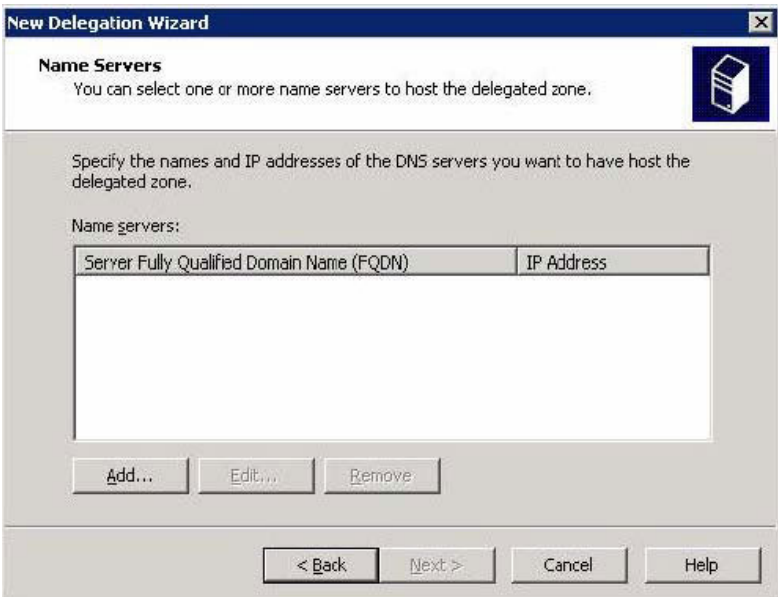 New Delegation Wizard
Name Servers
You can select one or more name servers to host the delegated zone.
Specify the names and IP addresses of the DNS servers you want to have host the
delegated zone.
Name servers:
Server Fully Qualified Domain Name (FQDN) IP Address
Add... Edit... Remove
< Back Next > Cancel Help